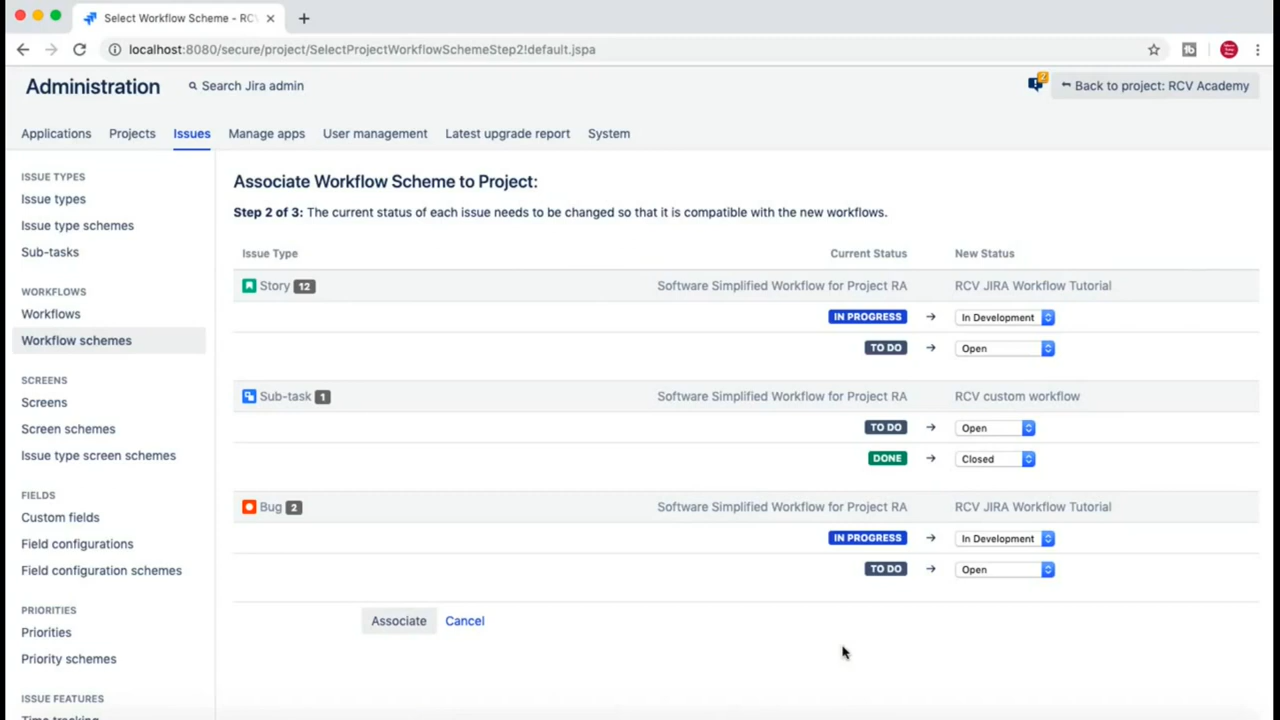 Select Workflow Scheme - RCV
localhost:8080/secure/project/SelectProjectWorkflowSchemeStep2!default.jspa
Administration
Search Jira admin
Back to project: RCV Academy
Applications Projects Issues Manage apps User management Latest upgrade report System
ISSUE TYPES
Issue types
Issue type schemes
Sub-tasks
WORKFLOWS
Workflows
Workflow schemes
SCREENS
Screens
Screen schemes
Issue type screen schemes
FIELDS
Custom fields
Field configurations
Field configuration schemes
PRIORITIES
Priorities
Priority schemes
ISSUE FEATURES
Time tracking
Associate Workflow Scheme to Project:
Step 2 of 3: The current status of each issue needs to be changed so that it is compatible with the new workflows.
Issue Type Current Status New Status
Story 12 Software Simplified Workflow for Project RA RCV JIRA Workflow Tutorial
IN PROGRESS → In Development
TO DO → Open
Sub-task 1 Software Simplified Workflow for Project RA RCV custom workflow
TO DO → Open
DONE → Closed
Bug 2 Software Simplified Workflow for Project RA RCV JIRA Workflow Tutorial
IN PROGRESS → In Development
TO DO → Open
Associate Cancel